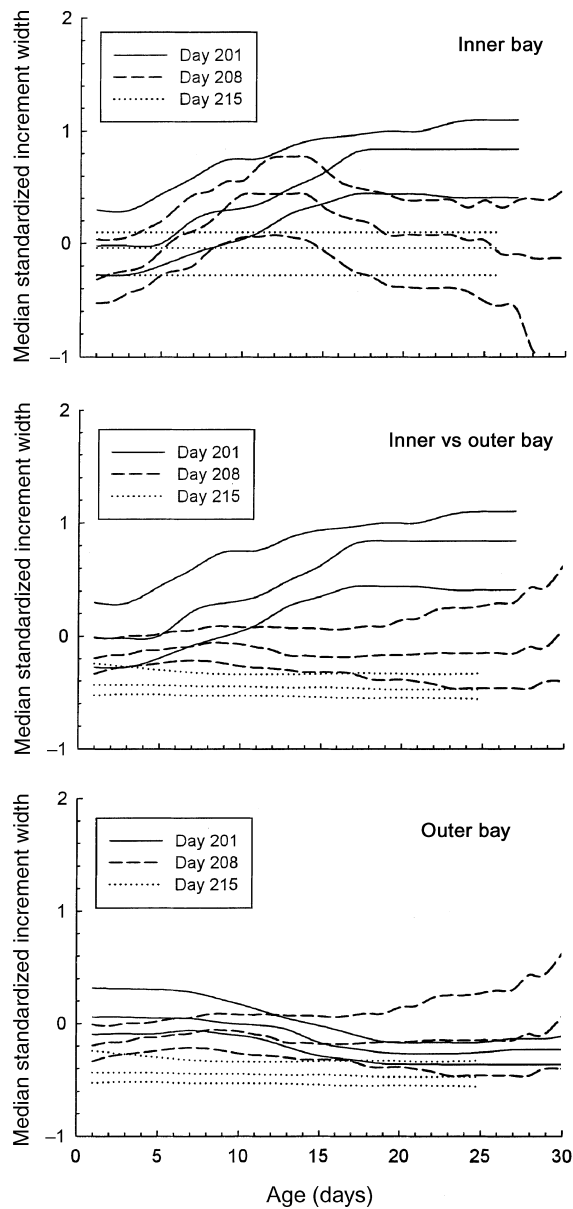 2
Inner bay
Day 201
Day 208
Day 215
1
0
–1
Median standardized increment width
2
Inner vs outer bay
Day 201
Day 208
Day 215
1
0
–1
Median standardized increment width
2
Outer bay
Day 201
Day 208
Day 215
1
0
–1
Median standardized increment width
0 5 10 15 20 25 30
Age (days)